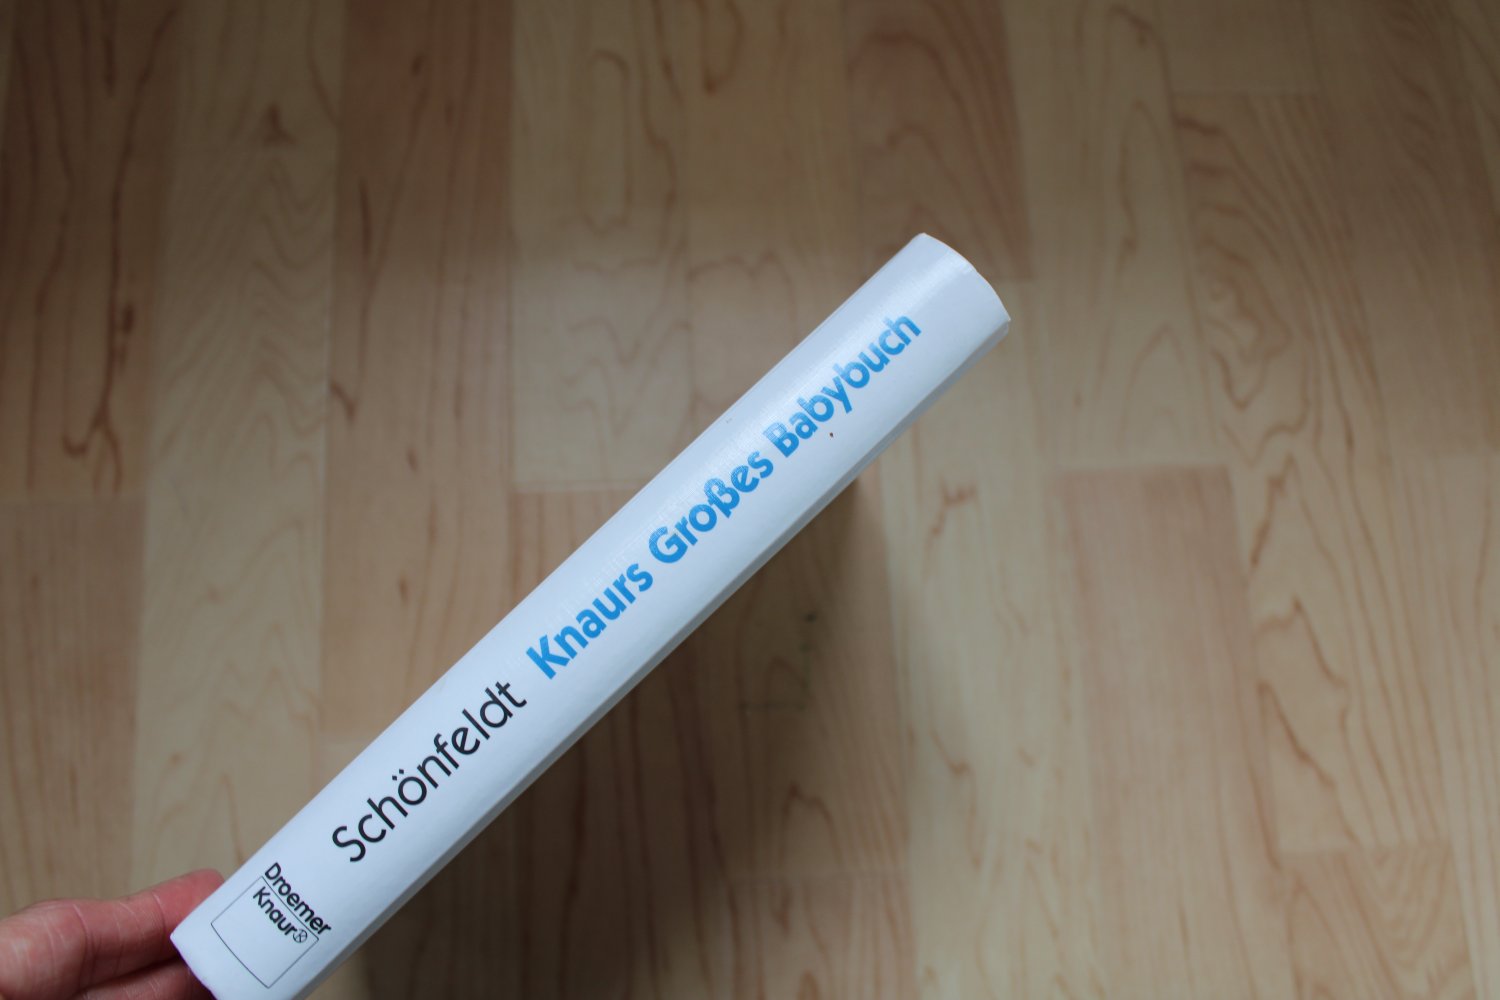 Schönfeldt Knaurs Großes Babybuch
Droemer
Knaur®